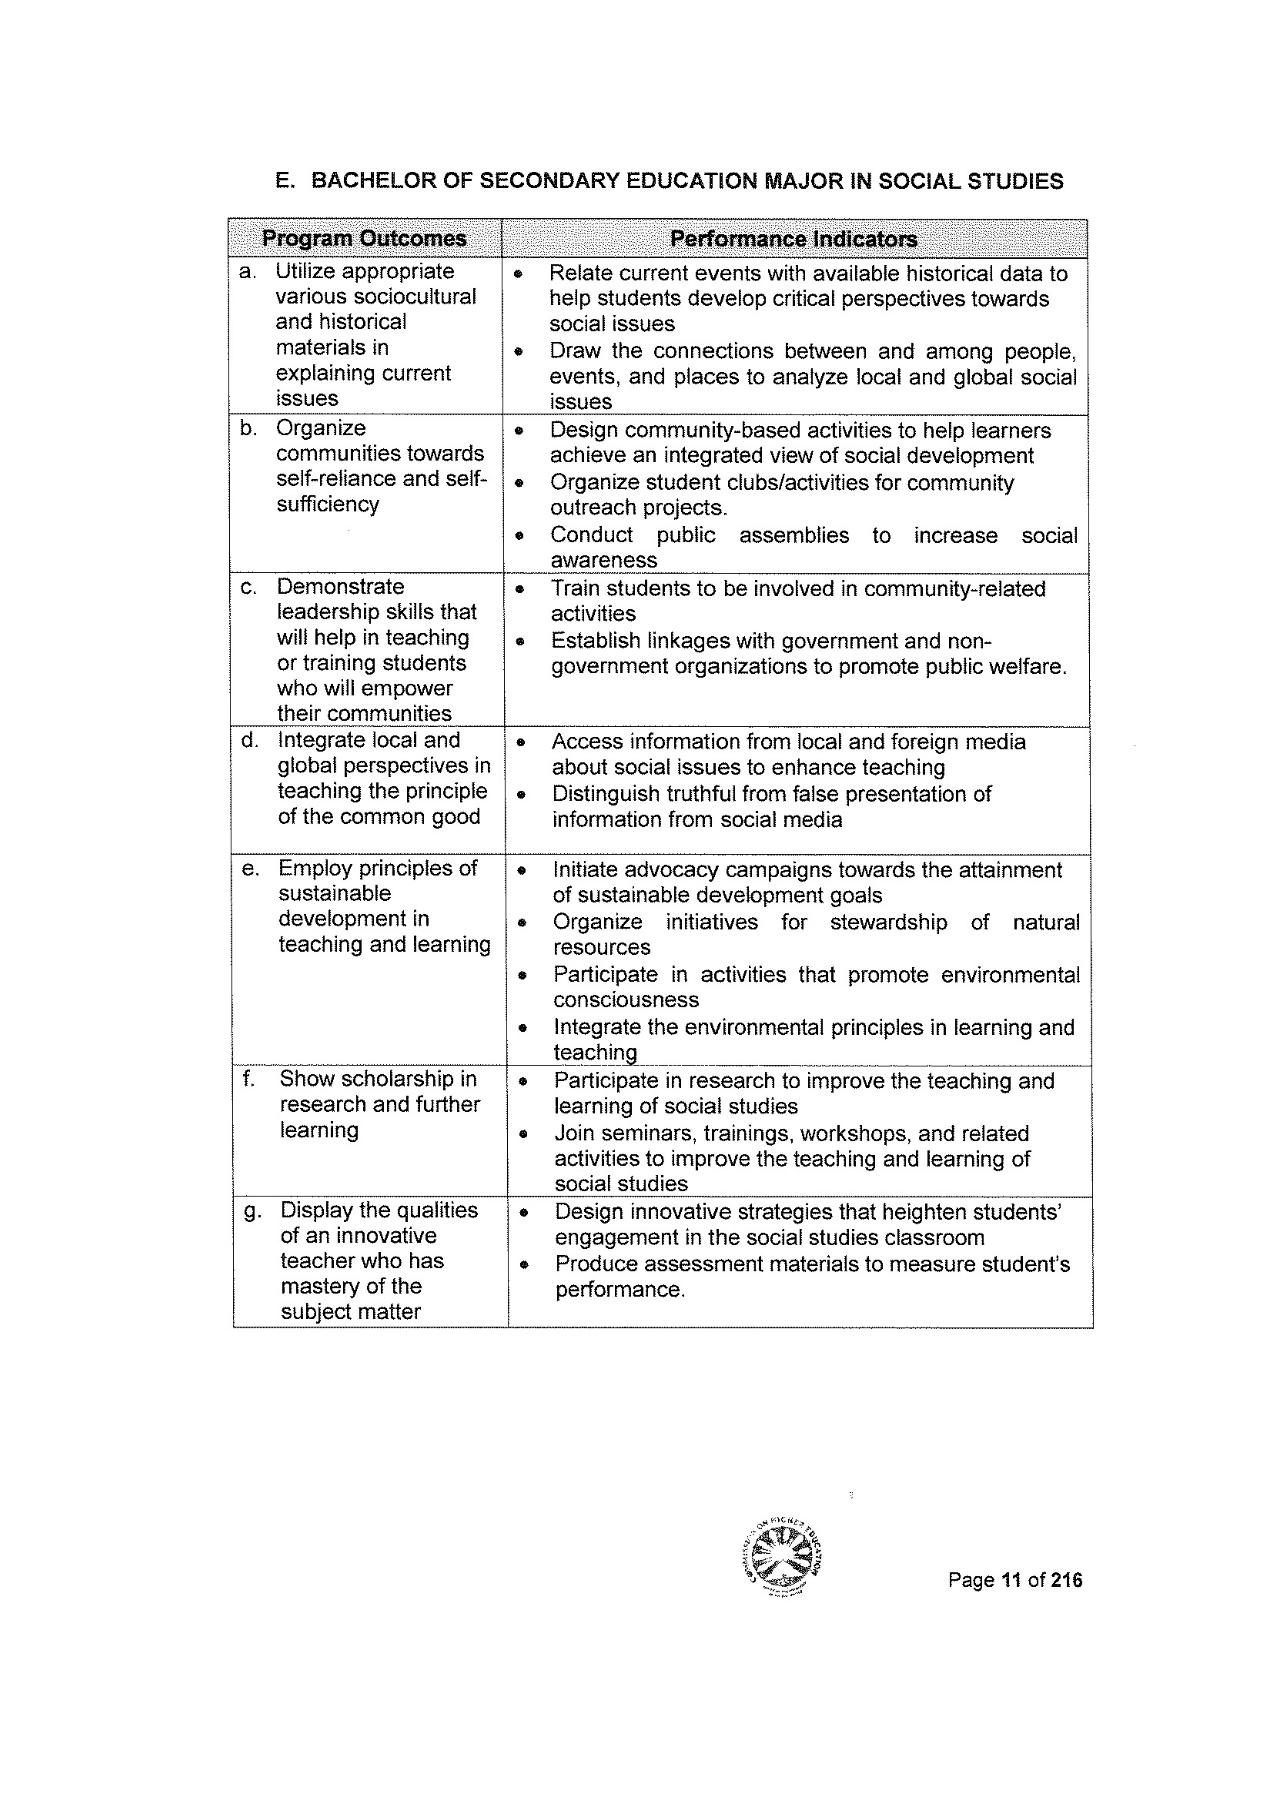 E. BACHELOR OF SECONDARY EDUCATION MAJOR IN SOCIAL STUDIES
Program Outcomes
Performance Indicators
a. Utilize appropriate
various sociocultural
and historical
materials in
explaining current
issues
• Relate current events with available historical data to
help students develop critical perspectives towards
social issues
• Draw the connections between and among people,
events, and places to analyze local and global social
issues
b. Organize
communities towards
self-reliance and self-
sufficiency
• Design community-based activities to help learners
achieve an integrated view of social development
• Organize student clubs/activities for community
outreach projects.
• Conduct public assemblies to increase social
awareness
c. Demonstrate
leadership skills that
will help in teaching
or training students
who will empower
their communities
• Train students to be involved in community-related
activities
• Establish linkages with government and non-
government organizations to promote public welfare.
d. Integrate local and
global perspectives in
teaching the principle
of the common good
• Access information from local and foreign media
about social issues to enhance teaching
• Distinguish truthful from false presentation of
information from social media
e. Employ principles of
sustainable
development in
teaching and learning
• Initiate advocacy campaigns towards the attainment
of sustainable development goals
• Organize initiatives for stewardship of natural
resources
• Participate in activities that promote environmental
consciousness
• Integrate the environmental principles in learning and
teaching
f. Show scholarship in
research and further
learning
• Participate in research to improve the teaching and
learning of social studies
• Join seminars, trainings, workshops, and related
activities to improve the teaching and learning of
social studies
g. Display the qualities
of an innovative
teacher who has
mastery of the
subject matter
• Design innovative strategies that heighten students'
engagement in the social studies classroom
• Produce assessment materials to measure student's
performance.
COMMISSION ON HIGHER EDUCATION
Page 11 of 216